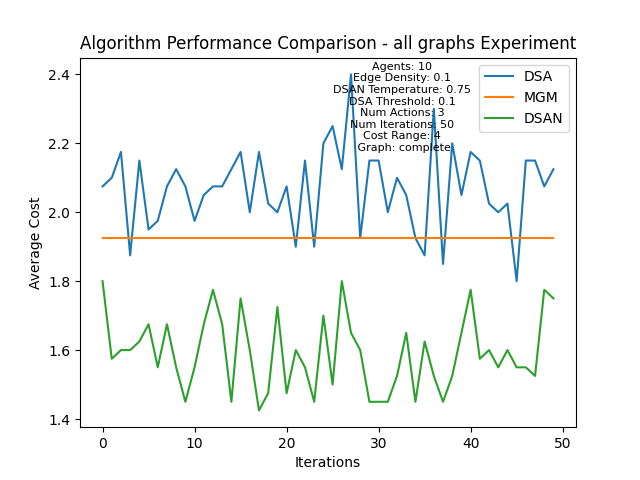 Algorithm Performance Comparison - all graphs Experiment
Agents: 10
Edge Density: 0.1
DSAN Temperature: 0.75
DSA Threshold: 0.1
Num Actions: 3
Num Iterations: 50
Cost Range: 4
Graph: complete
DSA
MGM
DSAN
Average Cost
2.4
2.2
2.0
1.8
1.6
1.4
0 10 20 30 40 50
Iterations